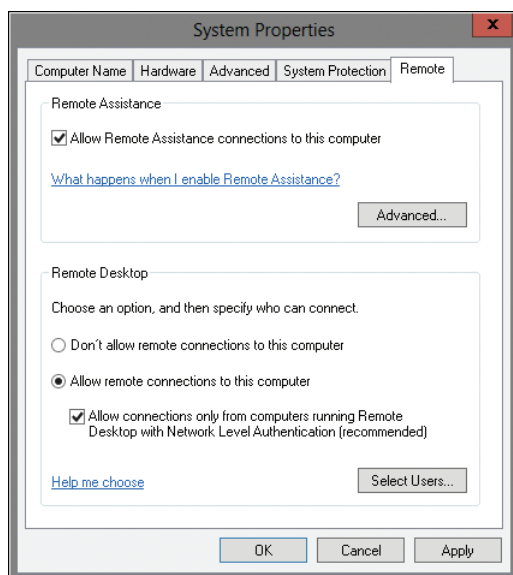 System Properties
x
Computer Name Hardware Advanced System Protection Remote
Remote Assistance
Allow Remote Assistance connections to this computer
What happens when I enable Remote Assistance?
Advanced...
Remote Desktop
Choose an option, and then specify who can connect.
Don't allow remote connections to this computer
Allow remote connections to this computer
Allow connections only from computers running Remote
Desktop with Network Level Authentication (recommended)
Help me choose Select Users...
OK Cancel Apply